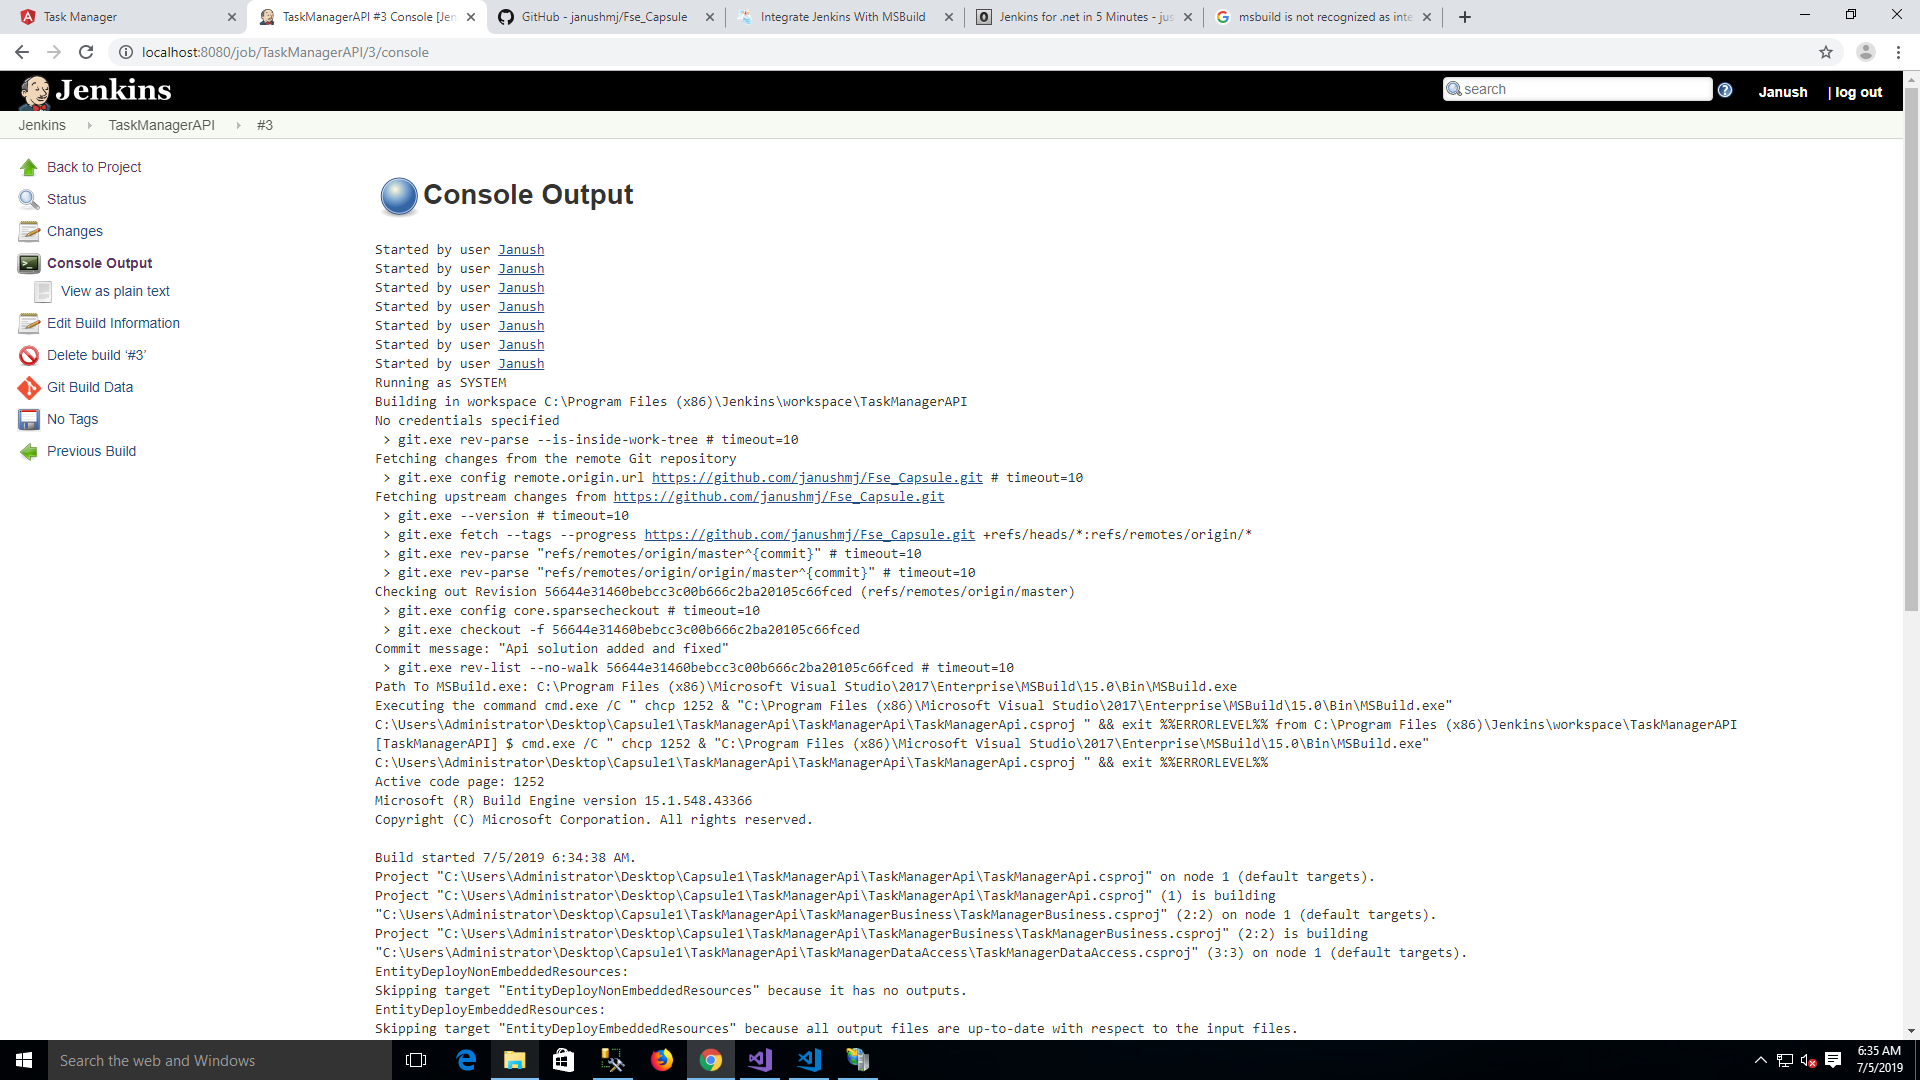 Task Manager
TaskManagerAPI #3 Console [Jen
GitHub - janushmj/Fse_Capsule
Integrate Jenkins With MSBuild
Jenkins for .net in 5 Minutes - jus
msbuild is not recognized as inte
localhost:8080/job/TaskManagerAPI/3/console
Jenkins
search
Janush
| log out
Jenkins
TaskManagerAPI
#3
Back to Project
Status
Changes
Console Output
View as plain text
Edit Build Information
Delete build ‘#3’
Git Build Data
No Tags
Previous Build
Console Output
Started by user Janush
Started by user Janush
Started by user Janush
Started by user Janush
Started by user Janush
Started by user Janush
Started by user Janush
Running as SYSTEM
Building in workspace C:\Program Files (x86)\Jenkins\workspace\TaskManagerAPI
No credentials specified
> git.exe rev-parse --is-inside-work-tree # timeout=10
Fetching changes from the remote Git repository
> git.exe config remote.origin.url https://github.com/janushmj/Fse_Capsule.git # timeout=10
Fetching upstream changes from https://github.com/janushmj/Fse_Capsule.git
> git.exe --version # timeout=10
> git.exe fetch --tags --progress https://github.com/janushmj/Fse_Capsule.git +refs/heads/*:refs/remotes/origin/*
> git.exe rev-parse "refs/remotes/origin/master^{commit}" # timeout=10
> git.exe rev-parse "refs/remotes/origin/origin/master^{commit}" # timeout=10
Checking out Revision 56644e31460bebcc3c00b666c2ba20105c66fced (refs/remotes/origin/master)
> git.exe config core.sparsecheckout # timeout=10
> git.exe checkout -f 56644e31460bebcc3c00b666c2ba20105c66fced
Commit message: "Api solution added and fixed"
> git.exe rev-list --no-walk 56644e31460bebcc3c00b666c2ba20105c66fced # timeout=10
Path To MSBuild.exe: C:\Program Files (x86)\Microsoft Visual Studio\2017\Enterprise\MSBuild\15.0\Bin\MSBuild.exe
Executing the command cmd.exe /C " chcp 1252 & "C:\Program Files (x86)\Microsoft Visual Studio\2017\Enterprise\MSBuild\15.0\Bin\MSBuild.exe"
C:\Users\Administrator\Desktop\Capsule1\TaskManagerApi\TaskManagerApi\TaskManagerApi.csproj " && exit %%ERRORLEVEL%% from C:\Program Files (x86)\Jenkins\workspace\TaskManagerAPI
[TaskManagerAPI] $ cmd.exe /C " chcp 1252 & "C:\Program Files (x86)\Microsoft Visual Studio\2017\Enterprise\MSBuild\15.0\Bin\MSBuild.exe"
C:\Users\Administrator\Desktop\Capsule1\TaskManagerApi\TaskManagerApi\TaskManagerApi.csproj " && exit %%ERRORLEVEL%%
Active code page: 1252
Microsoft (R) Build Engine version 15.1.548.43366
Copyright (C) Microsoft Corporation. All rights reserved.
Build started 7/5/2019 6:34:38 AM.
Project "C:\Users\Administrator\Desktop\Capsule1\TaskManagerApi\TaskManagerApi\TaskManagerApi.csproj" on node 1 (default targets).
Project "C:\Users\Administrator\Desktop\Capsule1\TaskManagerApi\TaskManagerApi\TaskManagerApi.csproj" (1) is building
"C:\Users\Administrator\Desktop\Capsule1\TaskManagerApi\TaskManagerBusiness\TaskManagerBusiness.csproj" (2:2) on node 1 (default targets).
Project "C:\Users\Administrator\Desktop\Capsule1\TaskManagerApi\TaskManagerBusiness\TaskManagerBusiness.csproj" (2:2) is building
"C:\Users\Administrator\Desktop\Capsule1\TaskManagerApi\TaskManagerDataAccess\TaskManagerDataAccess.csproj" (3:3) on node 1 (default targets).
EntityDeployNonEmbeddedResources:
Skipping target "EntityDeployNonEmbeddedResources" because it has no outputs.
EntityDeployEmbeddedResources:
Skipping target "EntityDeployEmbeddedResources" because all output files are up-to-date with respect to the input files.
Search the web and Windows
6:35 AM
7/5/2019